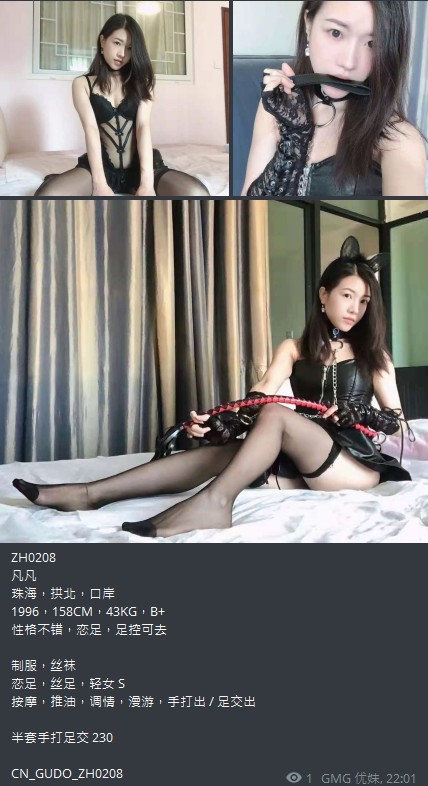 ZH0208
凡凡
珠海，拱北，口岸
1996，158CM，43KG，B+
性格不错，恋足，足控可去
制服，丝袜
恋足，丝足，轻女 S
按摩，推油，调情，漫游，手打出 / 足交出
半套手打足交 230
CN_GUDO_ZH0208
1 GMG 优妹, 22:01